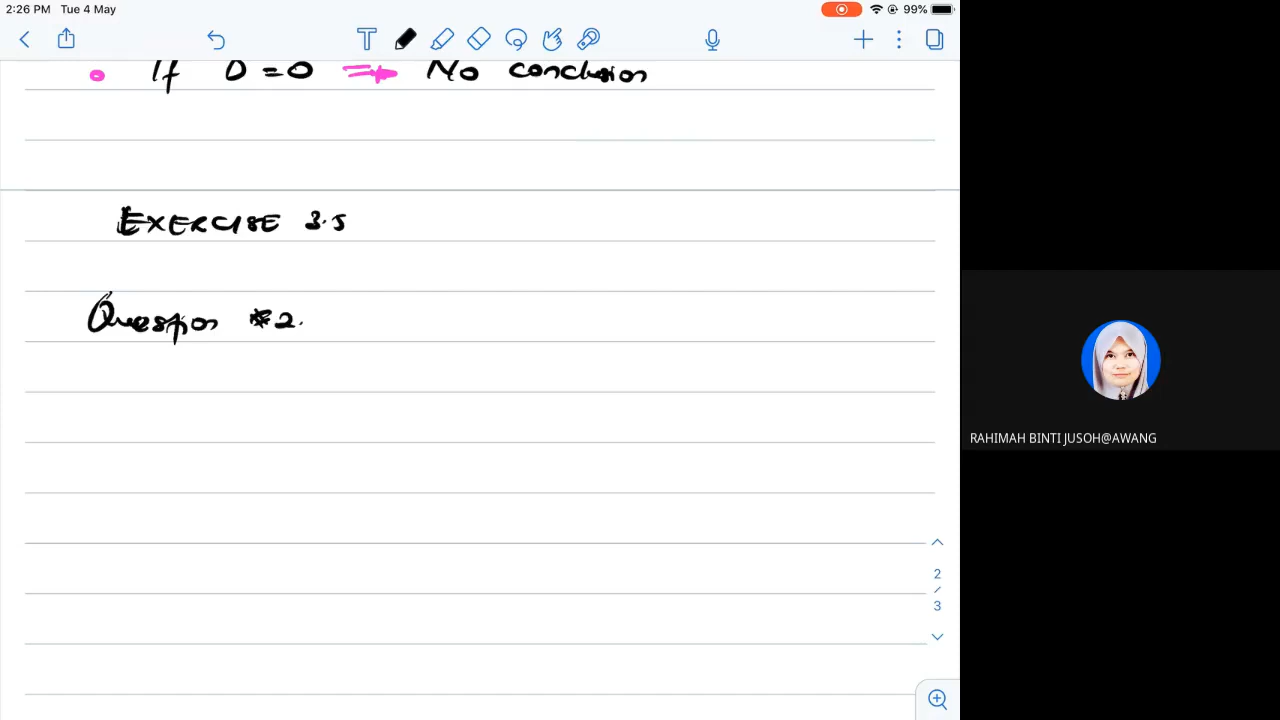 2:26 PM Tue 4 May 99%
• If D = 0 ⇒ No conclusion
EXERCISE 3.5
Question *2.
2
3
RAHIMAH BINTI JUSOH@AWANG